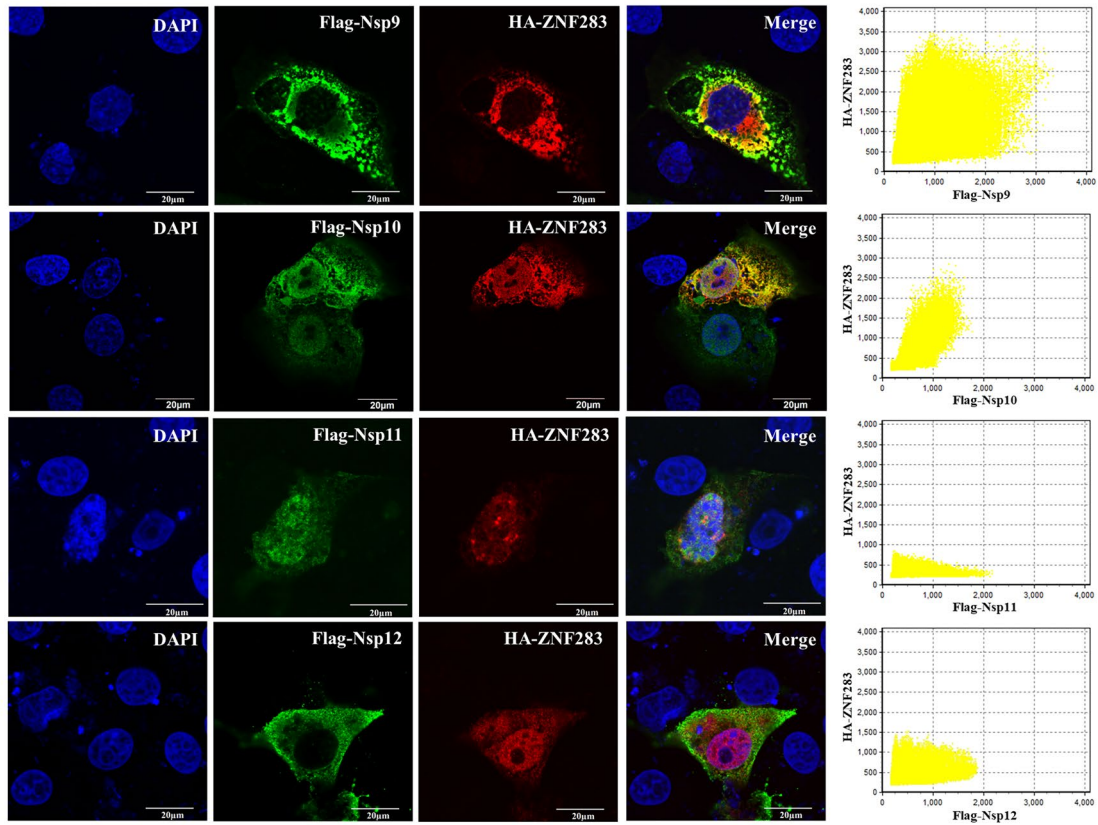 DAPI
Flag-Nsp9
HA-ZNF283
Merge
20μm
20μm
20μm
20μm
HA-ZNF283
4,000
3,500
3,000
2,500
2,000
1,500
1,000
500
0
0 1,000 2,000 3,000 4,000
Flag-Nsp9
DAPI
Flag-Nsp10
HA-ZNF283
Merge
20μm
20μm
20μm
20μm
HA-ZNF283
4,000
3,500
3,000
2,500
2,000
1,500
1,000
500
0
0 1,000 2,000 3,000 4,000
Flag-Nsp10
DAPI
Flag-Nsp11
HA-ZNF283
Merge
20μm
20μm
20μm
20μm
HA-ZNF283
4,000
3,500
3,000
2,500
2,000
1,500
1,000
500
0
0 1,000 2,000 3,000 4,000
Flag-Nsp11
DAPI
Flag-Nsp12
HA-ZNF283
Merge
20μm
20μm
20μm
20μm
HA-ZNF283
4,000
3,500
3,000
2,500
2,000
1,500
1,000
500
0
0 1,000 2,000 3,000 4,000
Flag-Nsp12